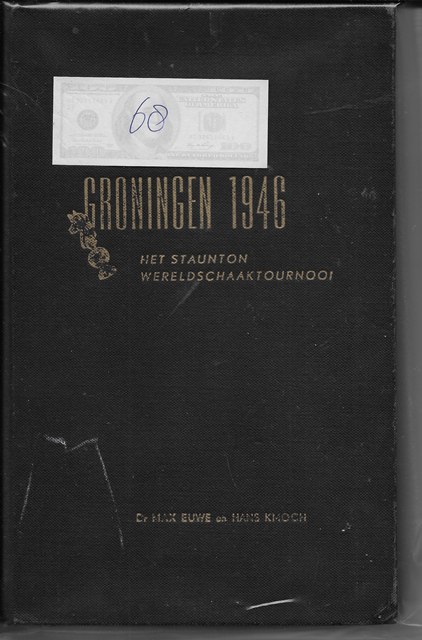 60
GRONINGEN 1946
HET STAUNTON
WERELDSCHAAKTOURNOOI
Dr MAX EUWE en HANS KMOCH